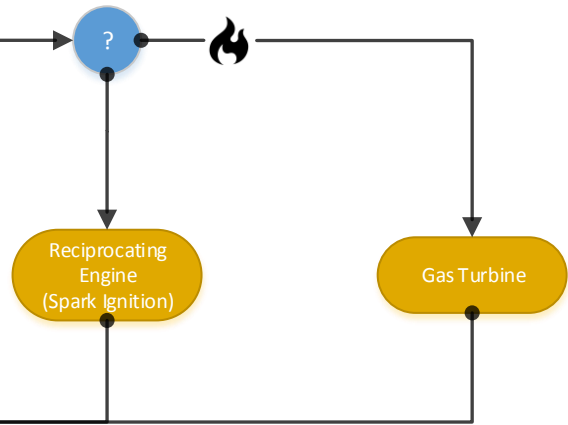 ?
Reciprocating
Engine
(Spark Ignition)
Gas Turbine